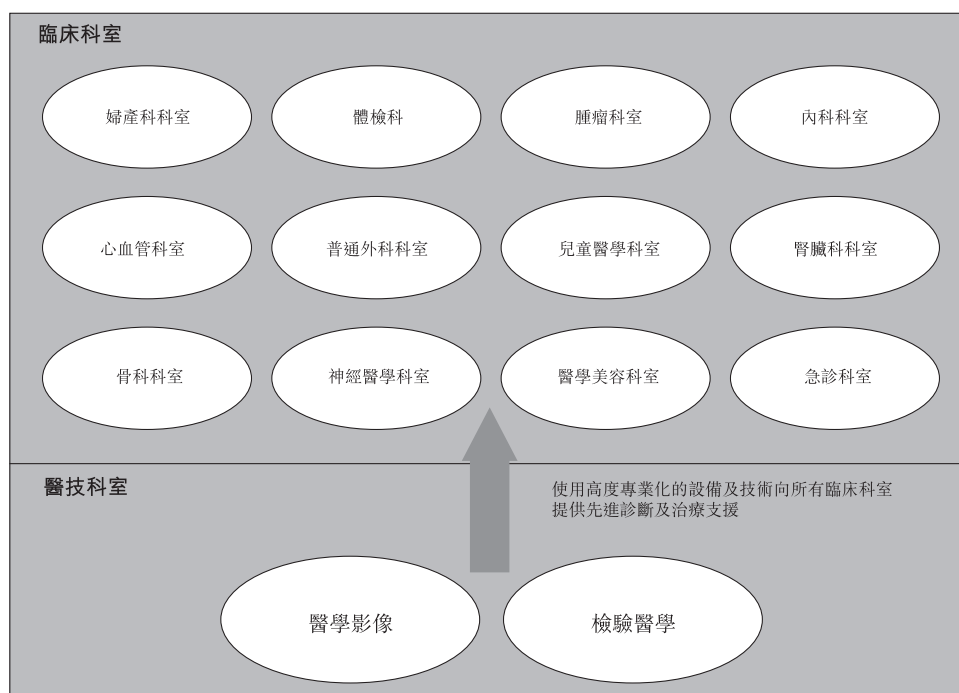 臨床科室
婦產科科室
體檢科
腫瘤科室
內科科室
心血管科室
普通外科科室
兒童醫學科室
腎臟科科室
骨科科室
神經醫學科室
醫學美容科室
急診科室
醫技科室
使用高度專業化的設備及技術向所有臨床科室
提供先進診斷及治療支援
醫學影像
檢驗醫學